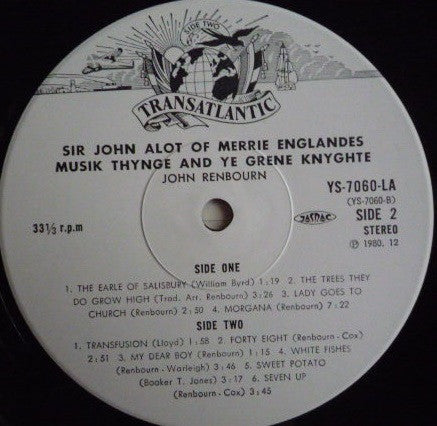 SIDE TWO
TRANSATLANTIC
SIR JOHN ALOT OF MERRIE ENGLANDES
MUSIK THYNGE AND YE GRENE KNYGHTE
JOHN RENBOURN
YS-7060-LA
(YS-7060-B)
33⅓ r.p.m
JASRAC
SIDE 2
STEREO
Ⓟ 1980. 12
SIDE ONE
1. THE EARLE OF SALISBURY (William Byrd) 1:19 2. THE TREES THEY
DO GROW HIGH (Trad. Arr. Renbourn) 3:26 3. LADY GOES TO
CHURCH (Renbourn) 2:50 4. MORGANA (Renbourn) 7:22
SIDE TWO
1. TRANSFUSION (Lloyd) 1:58 2. FORTY EIGHT (Renbourn-Cox)
2:51 3. MY DEAR BOY (Renbourn) 1:15 4. WHITE FISHES
(Renbourn-Warleigh) 3:46 5. SWEET POTATO
(Booker T. Jones) 3:15 6. SEVEN UP
(Renbourn-Cox) 3:45